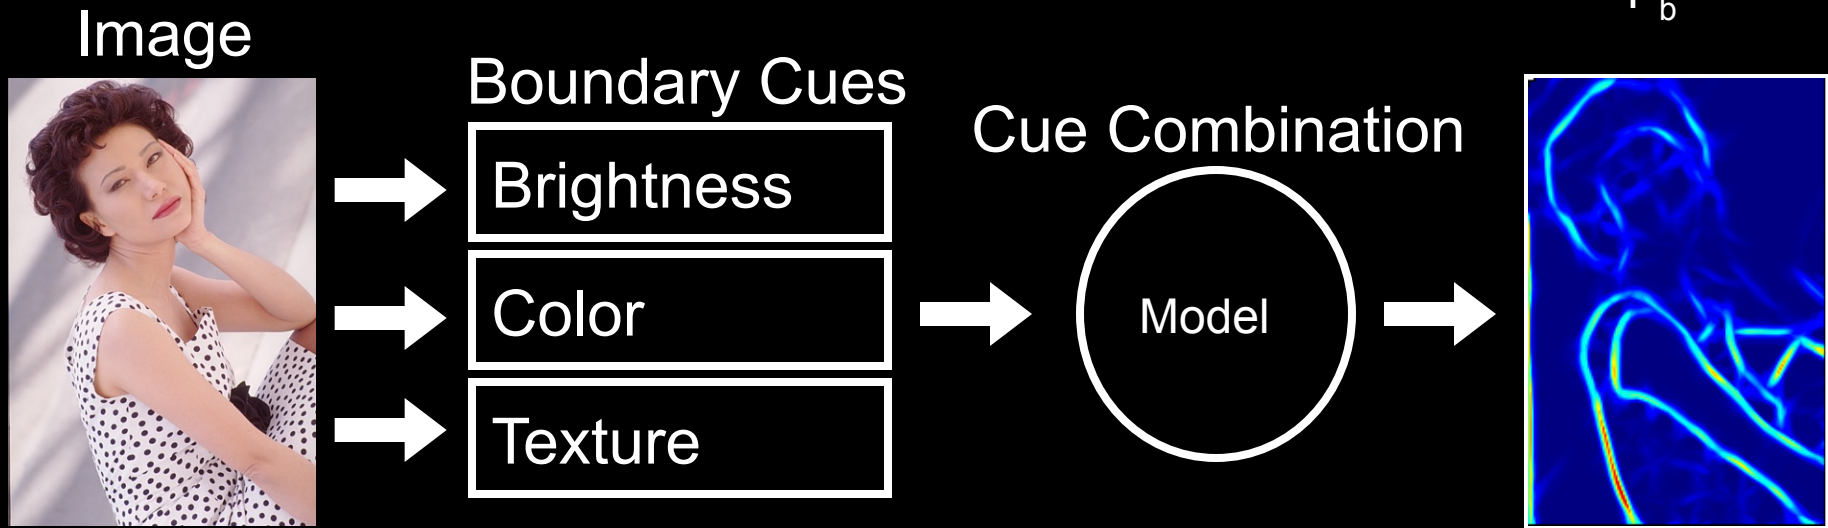 Image
Boundary Cues
Brightness
Color
Texture
Cue Combination
Model
b